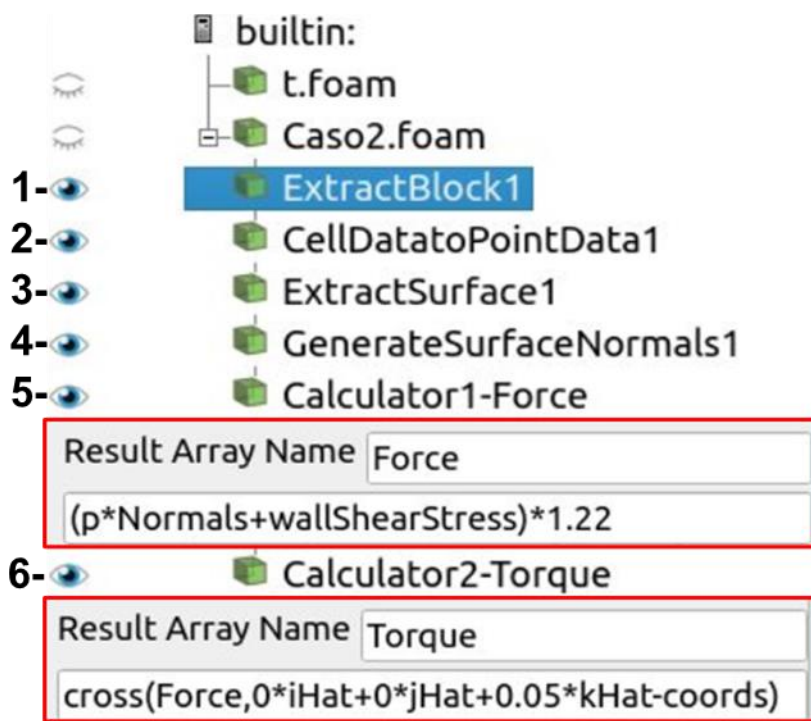 builtin:
t.foam
Caso2.foam
1- ExtractBlock1
2- CellDatatoPointData1
3- ExtractSurface1
4- GenerateSurfaceNormals1
5- Calculator1-Force
Result Array Name Force
(p*Normals+wallShearStress)*1.22
6- Calculator2-Torque
Result Array Name Torque
cross(Force,0*iHat+0*jHat+0.05*kHat-coords)